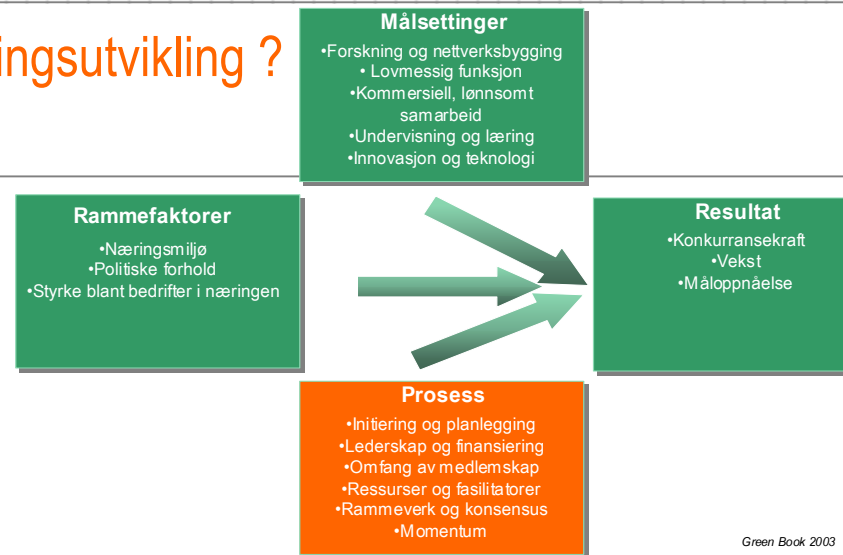 ingsutvikling ?
Målsettinger
•Forskning og nettverksbygging
• Lovmessig funksjon
•Kommersiell, lønnsomt
samarbeid
•Undervisning og læring
•Innovasjon og teknologi
Rammefaktorer
•Næringsmiljø
•Politiske forhold
•Styrke blant bedrifter i næringen
Resultat
•Konkurransekraft
•Vekst
•Måloppnåelse
Prosess
•Initiering og planlegging
•Lederskap og finansiering
•Omfang av medlemskap
•Ressurser og fasilitatorer
•Rammeverk og konsensus
•Momentum
Green Book 2003